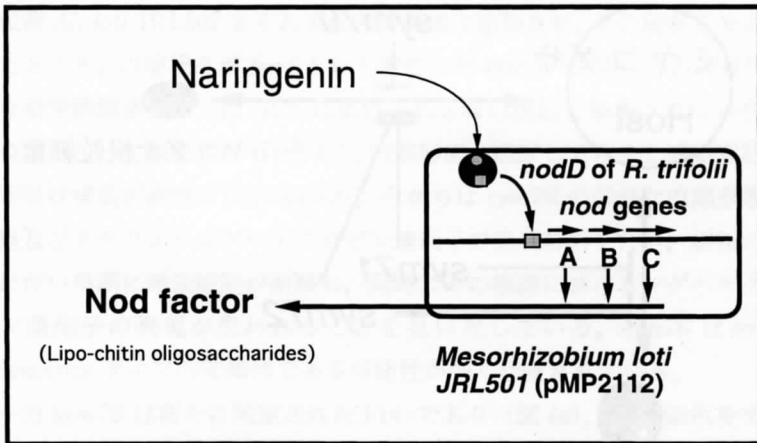 Naringenin
nodD of R. trifolii
nod genes
A B C
Nod factor
(Lipo-chitin oligosaccharides)
Mesorhizobium loti
JRL501 (pMP2112)